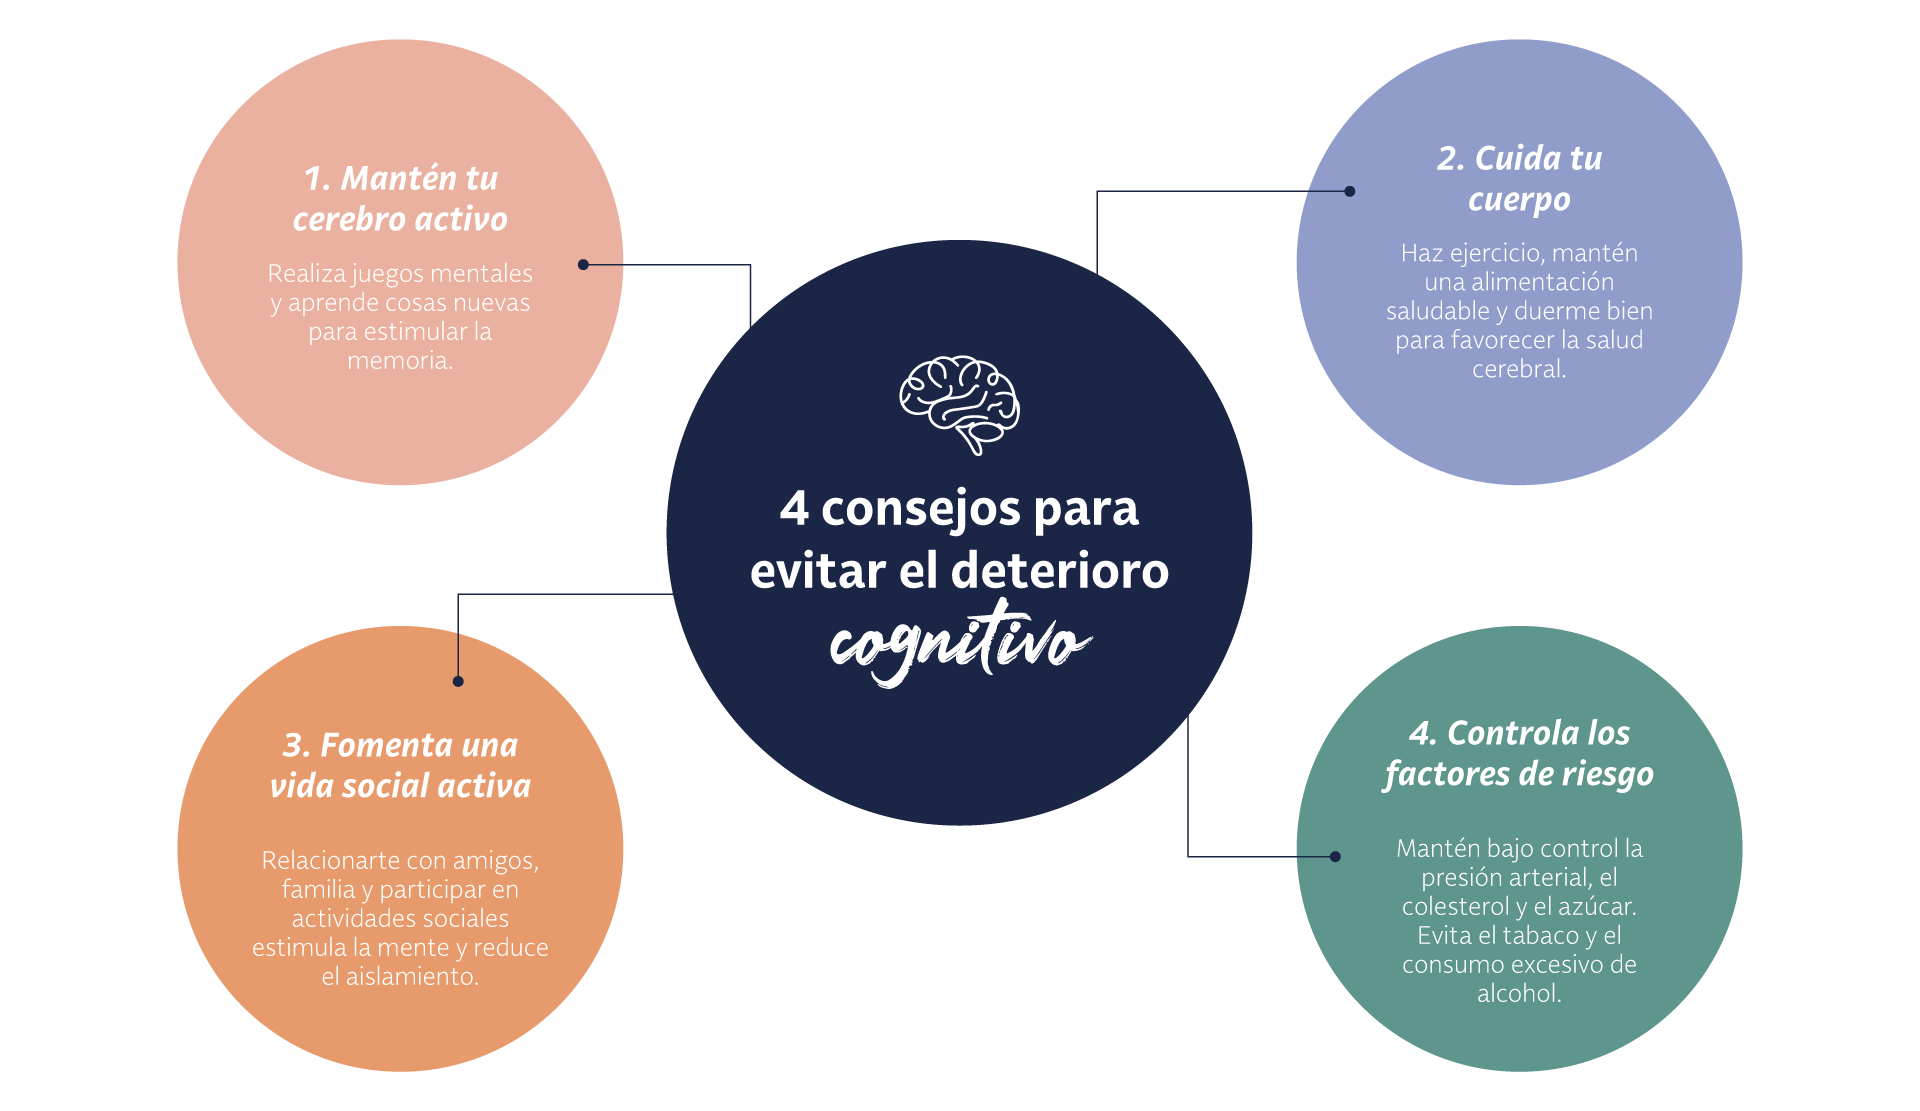 1. Mantén tu
cerebro activo
Realiza juegos mentales
y aprende cosas nuevas
para estimular la
memoria.
2. Cuida tu
cuerpo
Haz ejercicio, mantén
una alimentación
saludable y duerme bien
para favorecer la salud
cerebral.
4 consejos para
evitar el deterioro
cognitivo
3. Fomenta una
vida social activa
Relacionarte con amigos,
familia y participar en
actividades sociales
estimula la mente y reduce
el aislamiento.
4. Controla los
factores de riesgo
Mantén bajo control la
presión arterial, el
colesterol y el azúcar.
Evita el tabaco y el
consumo excesivo de
alcohol.